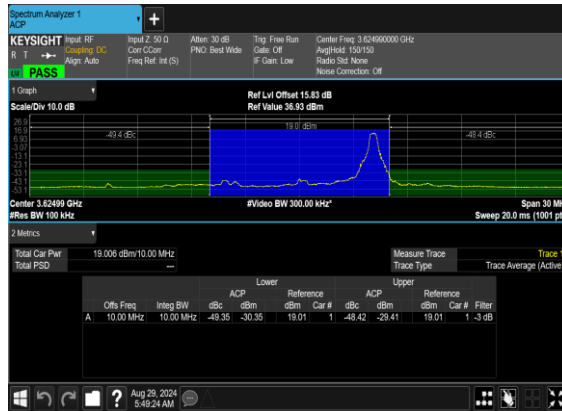 Spectrum Analyzer 1
ACP
KEYSIGHT
R T
LW PASS
Input: RF
Coupling: DC
Align: Auto
Input Z: 50 Ω
Corr CCorr
Freq Ref: Int (S)
Atten: 30 dB
PNO: Best Wide
Trig: Free Run
Gate: Off
IF Gain: Low
Center Freq: 3.624990000 GHz
Avg|Hold: 150/150
Radio Std: None
Noise Correction: Off
1 Graph
Scale/Div 10.0 dB
Ref Lvl Offset 15.83 dB
Ref Value 36.93 dBm
26.9
16.9
6.93
-3.07
-13.1
-23.1
-33.1
-43.1
-53.1
-49.4 dBc
19.0 dBm
-48.4 dBc
Center 3.62499 GHz
#Res BW 100 kHz
#Video BW 300.00 kHz*
Span 30 M
Sweep 20.0 ms (1001 pt
2 Metrics
Total Car Pwr 19.006 dBm/10.00 MHz
Total PSD ---
Measure Trace Trace 1
Trace Type Trace Average (Active
Lower Upper
ACP Reference ACP Reference
Offs Freq Integ BW dBc dBm dBm Car # dBc dBm dBm Car # Filter
A 10.00 MHz 10.00 MHz -49.35 -30.35 19.01 1 -48.42 -29.41 19.01 1 -3 dB
?
Aug 29, 2024
5:49:24 AM